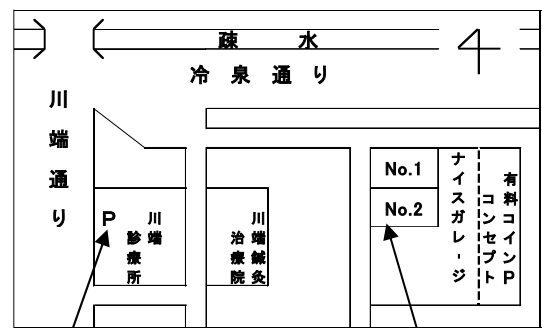 疎水
冷泉通り
川端通り
P
川端
診療所
川端鍼灸
治療院
No.1
No.2
ナイスガレ-ジ
有料コインP
コンセプト